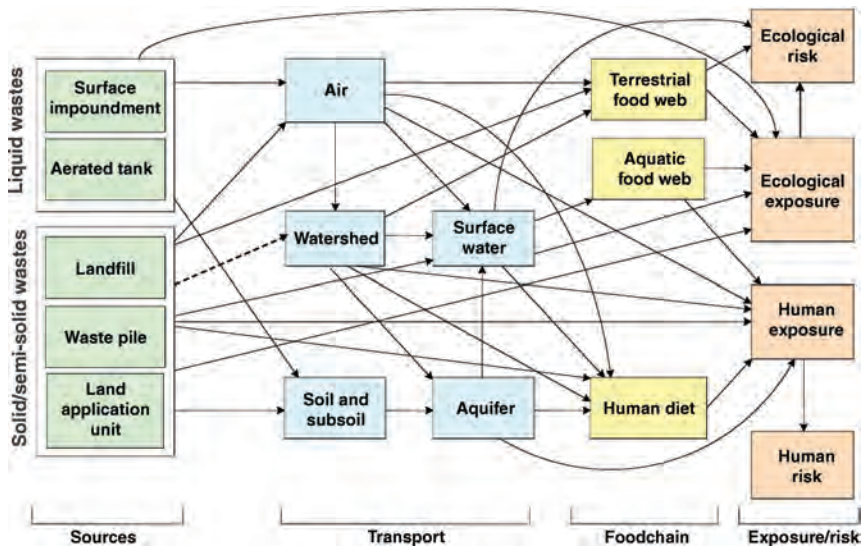 Liquid wastes
Surface
impoundment
Aerated tank
Solid/semi-solid wastes
Landfill
Waste pile
Land
application
unit
Air
Watershed
Surface
water
Soil and
subsoil
Aquifer
Terrestrial
food web
Aquatic
food web
Human diet
Ecological
risk
Ecological
exposure
Human
exposure
Human
risk
Sources
Transport
Foodchain
Exposure/risk